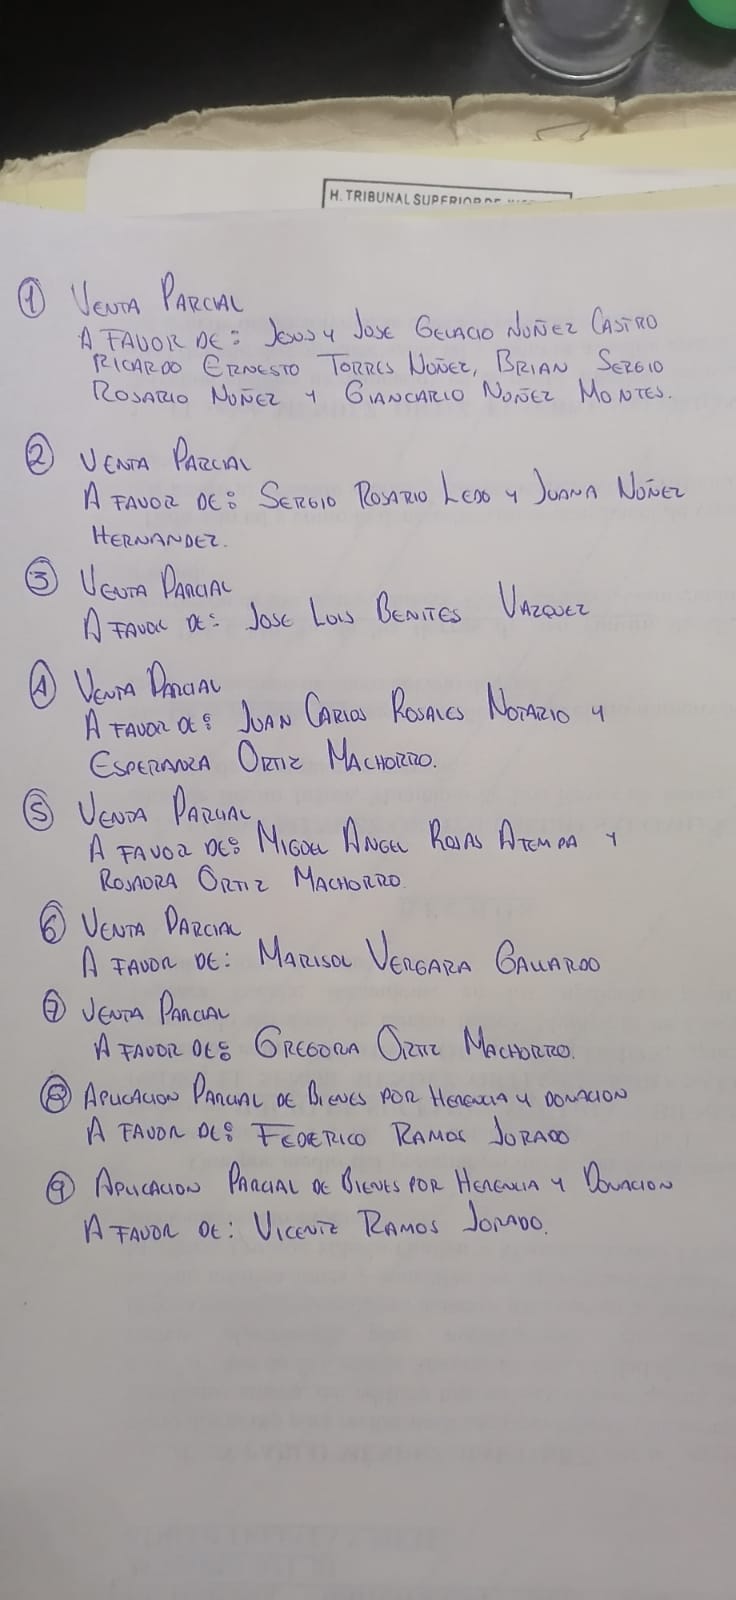 H. TRIBUNAL SUPERIOR DE
1 VENTA PARCIAL
A FAVOR DE: JESUS Y JOSE GELACIO NUÑEZ CASTRO
RICARDO ERNESTO TORRES NUÑEZ, BRIAN SERGIO
ROSARIO NUÑEZ Y GIANCARIO NUÑEZ MONTES.
2 VENTA PARCIAL
A FAVOR DE: SERGIO ROSARIO LEDO Y JUANA NÚÑEZ
HERNANDEZ.
3 VENTA PARCIAL
A FAVOR DE: JOSE LUIS BENITES VAZQUEZ
4 VENTA PARCIAL
A FAVOR DE: JUAN CARLOS ROSALES NOTARIO Y
ESPERANZA ORTIZ MACHORRO.
5 VENTA PARCIAL
A FAVOR DE: MIGUEL ANGEL ROJAS ATEMPA Y
ROSAURA ORTIZ MACHORRO.
6 VENTA PARCIAL
A FAVOR DE: MARISOL VERGARA GALLARDO
7 VENTA PARCIAL
A FAVOR DE: GREGORIA ORTIZ MACHORRO.
8 APLICACION PARCIAL DE BIENES POR HERENCIA Y DONACION
A FAVOR DE: FEDERICO RAMOS JURADO
9 APLICACION PARCIAL DE BIENES POR HERENCIA Y DONACION
A FAVOR DE: VICENTE RAMOS JURADO.